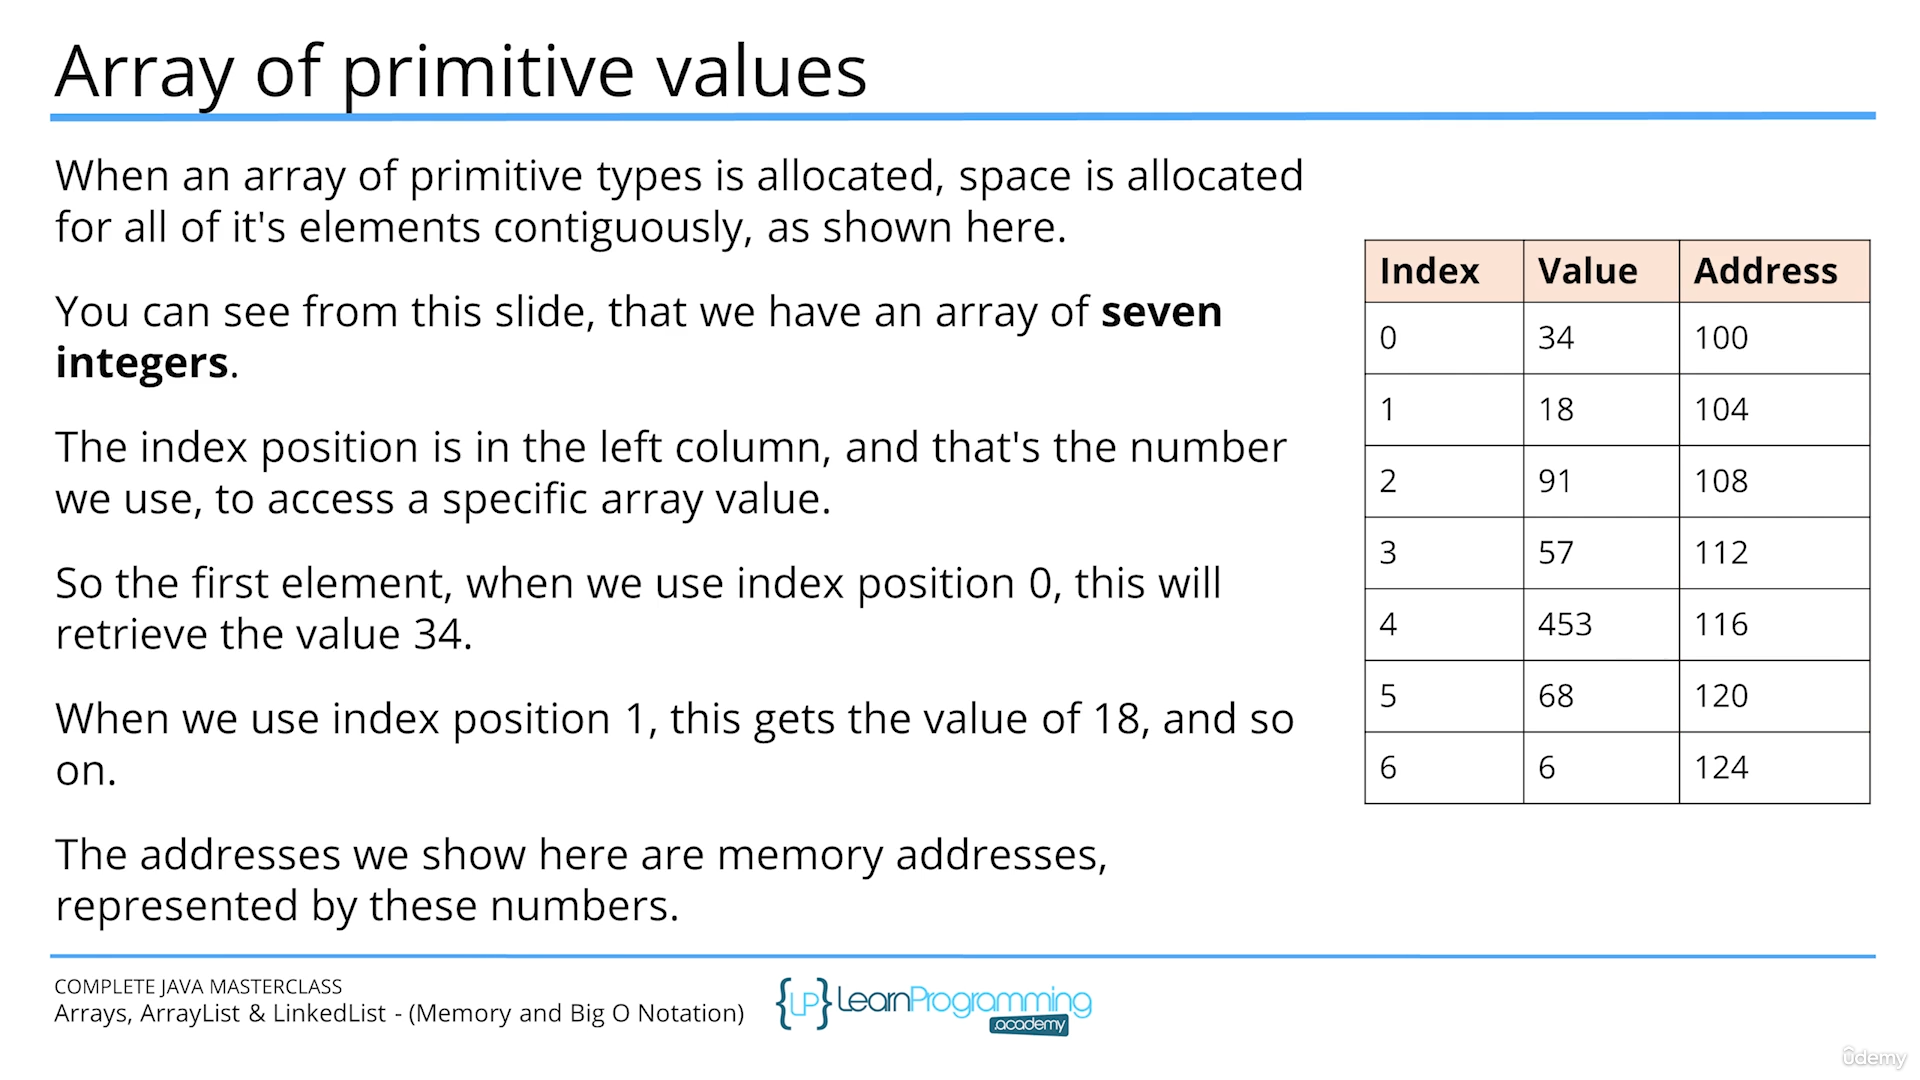 Array of primitive values
When an array of primitive types is allocated, space is allocated
for all of it's elements contiguously, as shown here.
You can see from this slide, that we have an array of seven
integers.
The index position is in the left column, and that's the number
we use, to access a specific array value.
So the first element, when we use index position 0, this will
retrieve the value 34.
When we use index position 1, this gets the value of 18, and so
on.
The addresses we show here are memory addresses,
represented by these numbers.
Index Value Address
0 34 100
1 18 104
2 91 108
3 57 112
4 453 116
5 68 120
6 6 124
COMPLETE JAVA MASTERCLASS
Arrays, ArrayList & LinkedList - (Memory and Big O Notation)
{LP} LearnProgramming
.academy
ûdemy